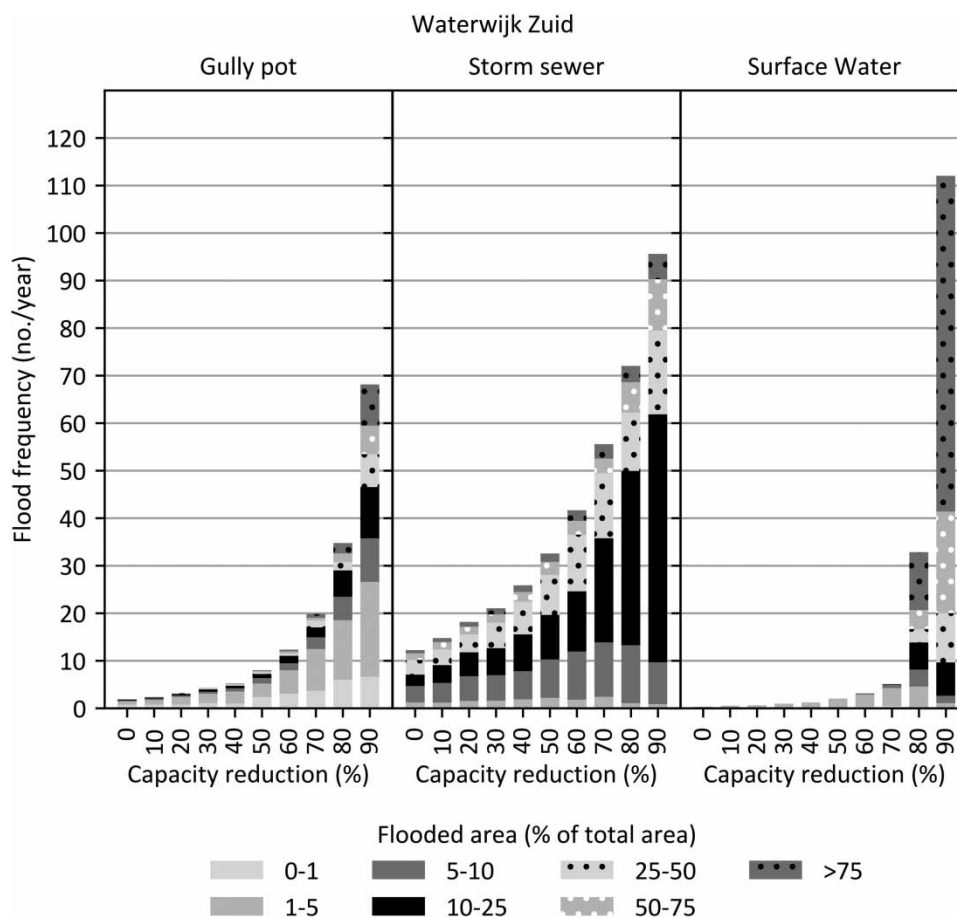 Waterwijk Zuid
Gully pot Storm sewer Surface Water
Flood frequency (no./year)
120
110
100
90
80
70
60
50
40
30
20
10
0
0 10 20 30 40 50 60 70 80 90 0 10 20 30 40 50 60 70 80 90 0 10 20 30 40 50 60 70 80 90
Capacity reduction (%) Capacity reduction (%) Capacity reduction (%)
Flooded area (% of total area)
0-1 5-10 25-50 >75
1-5 10-25 50-75